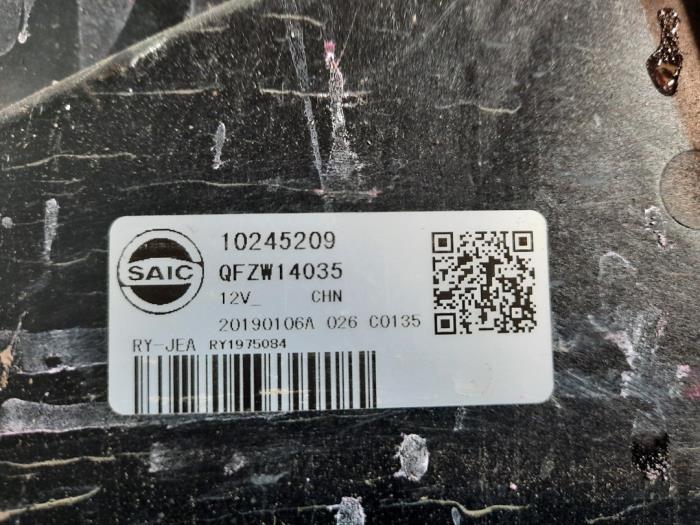 SAIC
10245209
QFZW14035
12V_ CHN
20190106A 026 C0135
RY-JEA RY1975084